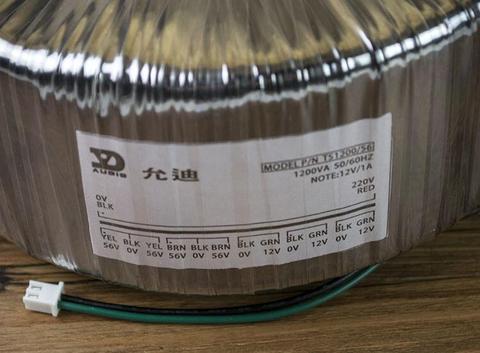 YD
AUDIO
允迪
MODEL P/N TS1200/56
1200VA 50/60HZ
NOTE:12V/1A
220V
RED
0V
BLK
YEL BLK YEL BRN BLK BRN BLK GRN BLK GRN BLK GRN
56V 0V 56V 56V 0V 56V 0V 12V 0V 12V 0V 12V